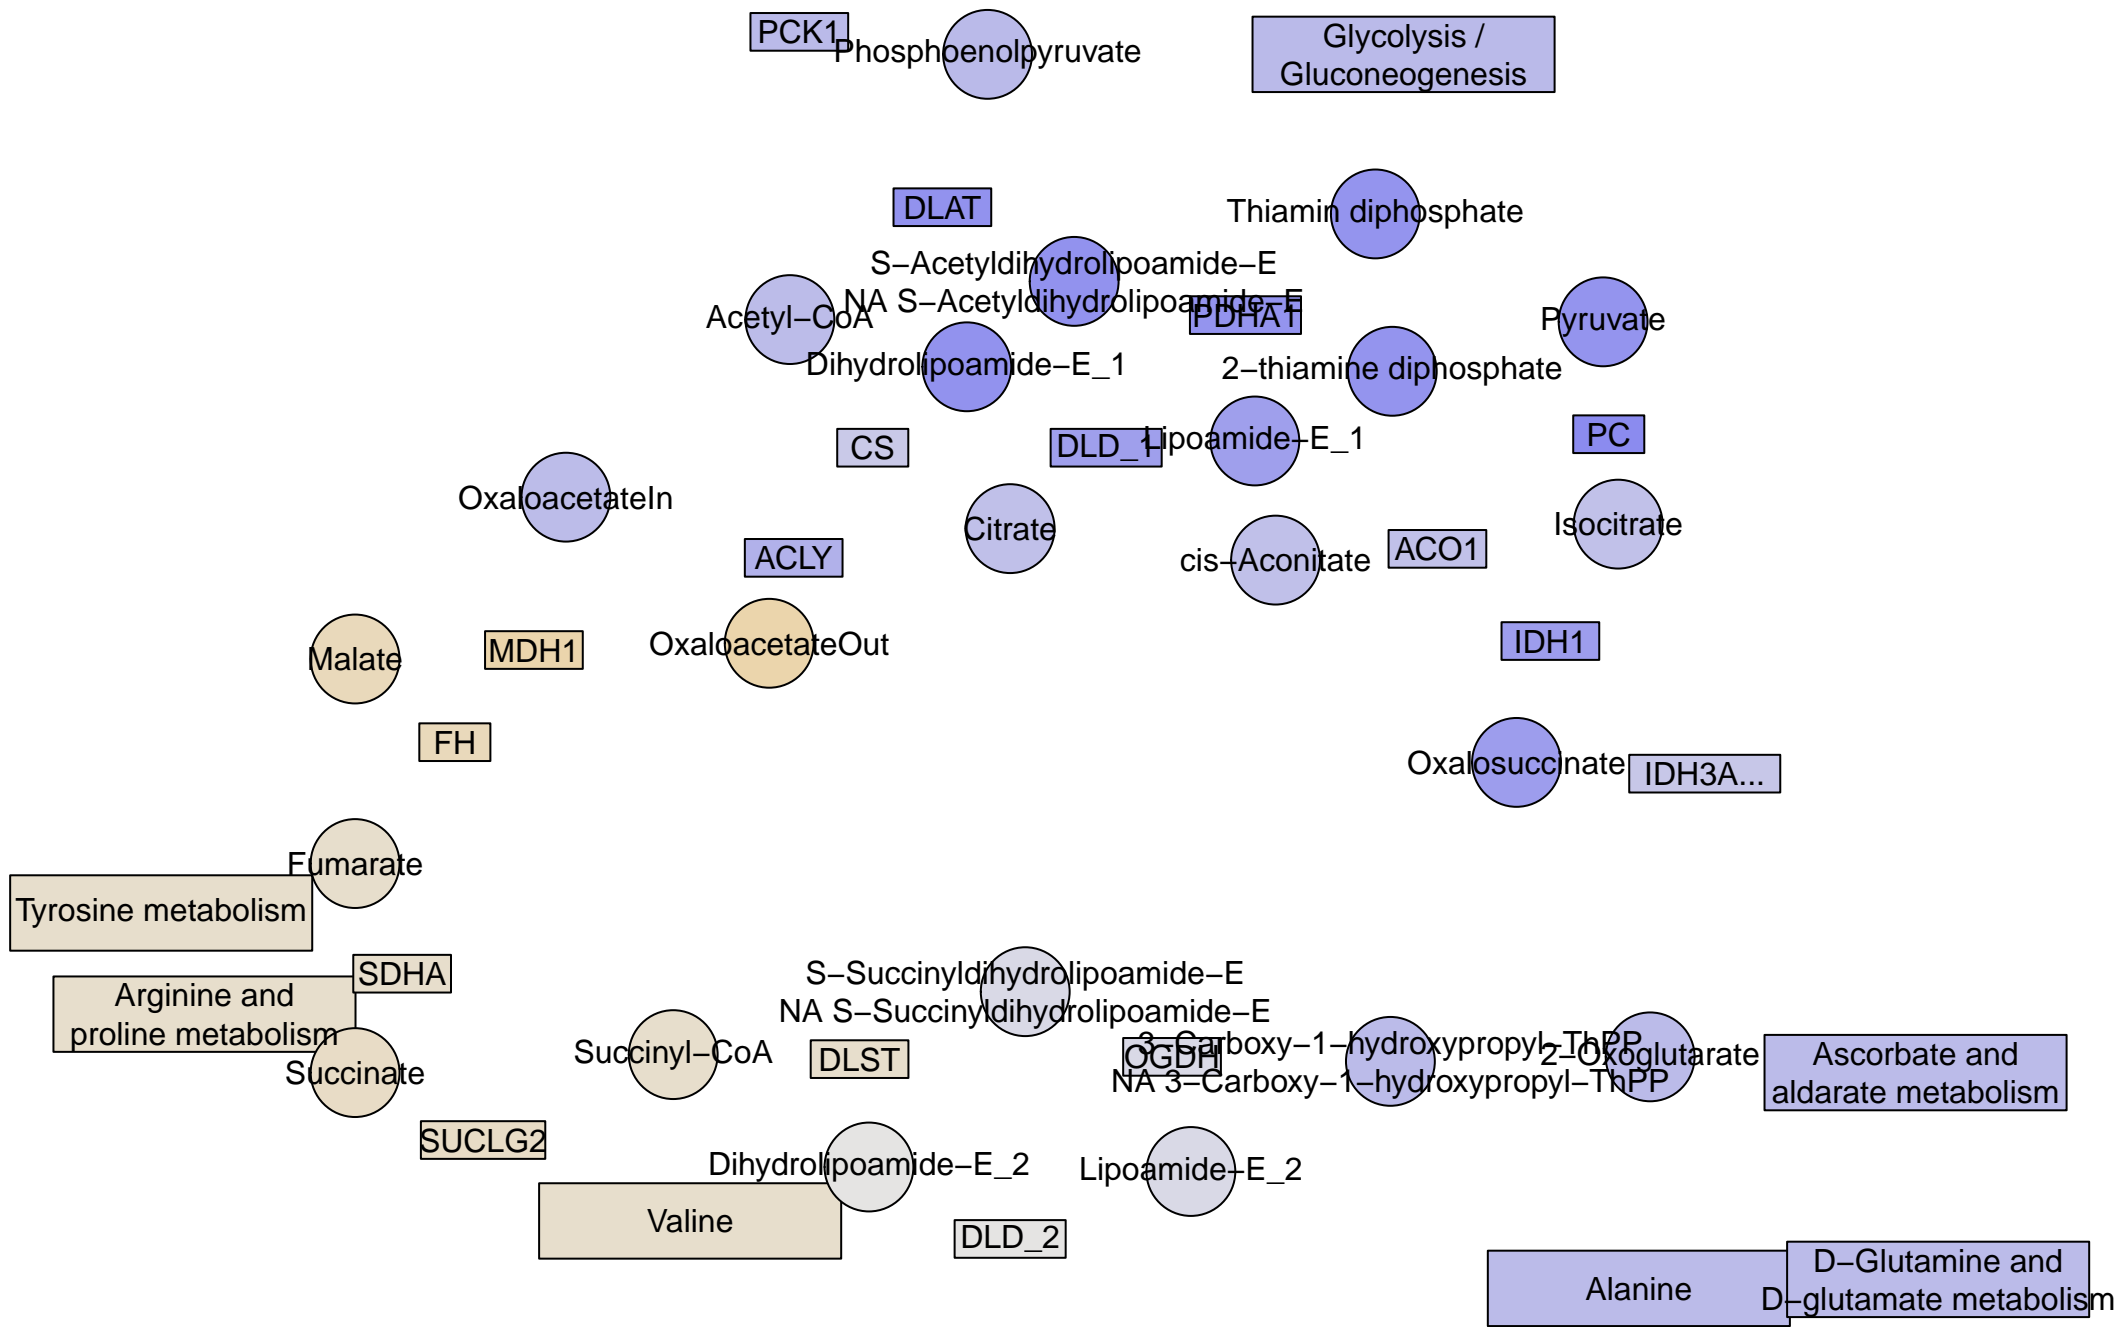 PCK1
Phosphoenolpyruvate
Glycolysis /
Gluconeogenesis
DLAT
Thiamin diphosphate
S−Acetyldihydrolipoamide−E
NA S−Acetyldihydrolipoamide−E
Acetyl−CoA
PDHA1
Pyruvate
Dihydrolipoamide−E_1
2−thiamine diphosphate
CS
DLD_1
Lipoamide−E_1
PC
OxaloacetateIn
Citrate
Isocitrate
ACLY
cis−Aconitate
ACO1
Malate
MDH1
OxaloacetateOut
IDH1
FH
Oxalosuccinate
IDH3A...
Fumarate
Tyrosine metabolism
SDHA
Arginine and
proline metabolism
Succinate
S−Succinyldihydrolipoamide−E
NA S−Succinyldihydrolipoamide−E
Succinyl−CoA
DLST
OGDH
3−Carboxy−1−hydroxypropyl−ThPP
NA 3−Carboxy−1−hydroxypropyl−ThPP
2−Oxoglutarate
Ascorbate and
aldarate metabolism
SUCLG2
Dihydrolipoamide−E_2
Lipoamide−E_2
Valine
DLD_2
Alanine
D−Glutamine and
D−glutamate metabolism